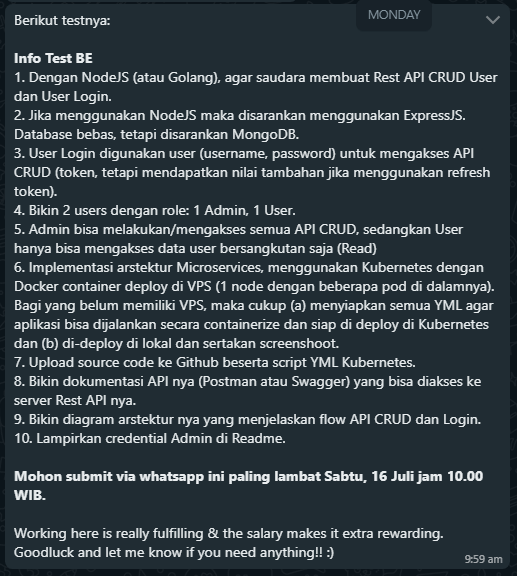 MONDAY
Berikut testnya:
Info Test BE
1. Dengan NodeJS (atau Golang), agar saudara membuat Rest API CRUD User
dan User Login.
2. Jika menggunakan NodeJS maka disarankan menggunakan ExpressJS.
Database bebas, tetapi disarankan MongoDB.
3. User Login digunakan user (username, password) untuk mengakses API
CRUD (token, tetapi mendapatkan nilai tambahan jika menggunakan refresh
token).
4. Bikin 2 users dengan role: 1 Admin, 1 User.
5. Admin bisa melakukan/mengakses semua API CRUD, sedangkan User
hanya bisa mengakses data user bersangkutan saja (Read)
6. Implementasi arstektur Microservices, menggunakan Kubernetes dengan
Docker container deploy di VPS (1 node dengan beberapa pod di dalamnya).
Bagi yang belum memiliki VPS, maka cukup (a) menyiapkan semua YML agar
aplikasi bisa dijalankan secara containerize dan siap di deploy di Kubernetes
dan (b) di-deploy di lokal dan sertakan screenshoot.
7. Upload source code ke Github beserta script YML Kubernetes.
8. Bikin dokumentasi API nya (Postman atau Swagger) yang bisa diakses ke
server Rest API nya.
9. Bikin diagram arstektur nya yang menjelaskan flow API CRUD dan Login.
10. Lampirkan credential Admin di Readme.
Mohon submit via whatsapp ini paling lambat Sabtu, 16 Juli jam 10.00
WIB.
Working here is really fulfilling & the salary makes it extra rewarding.
Goodluck and let me know if you need anything!! :)
9:59 am